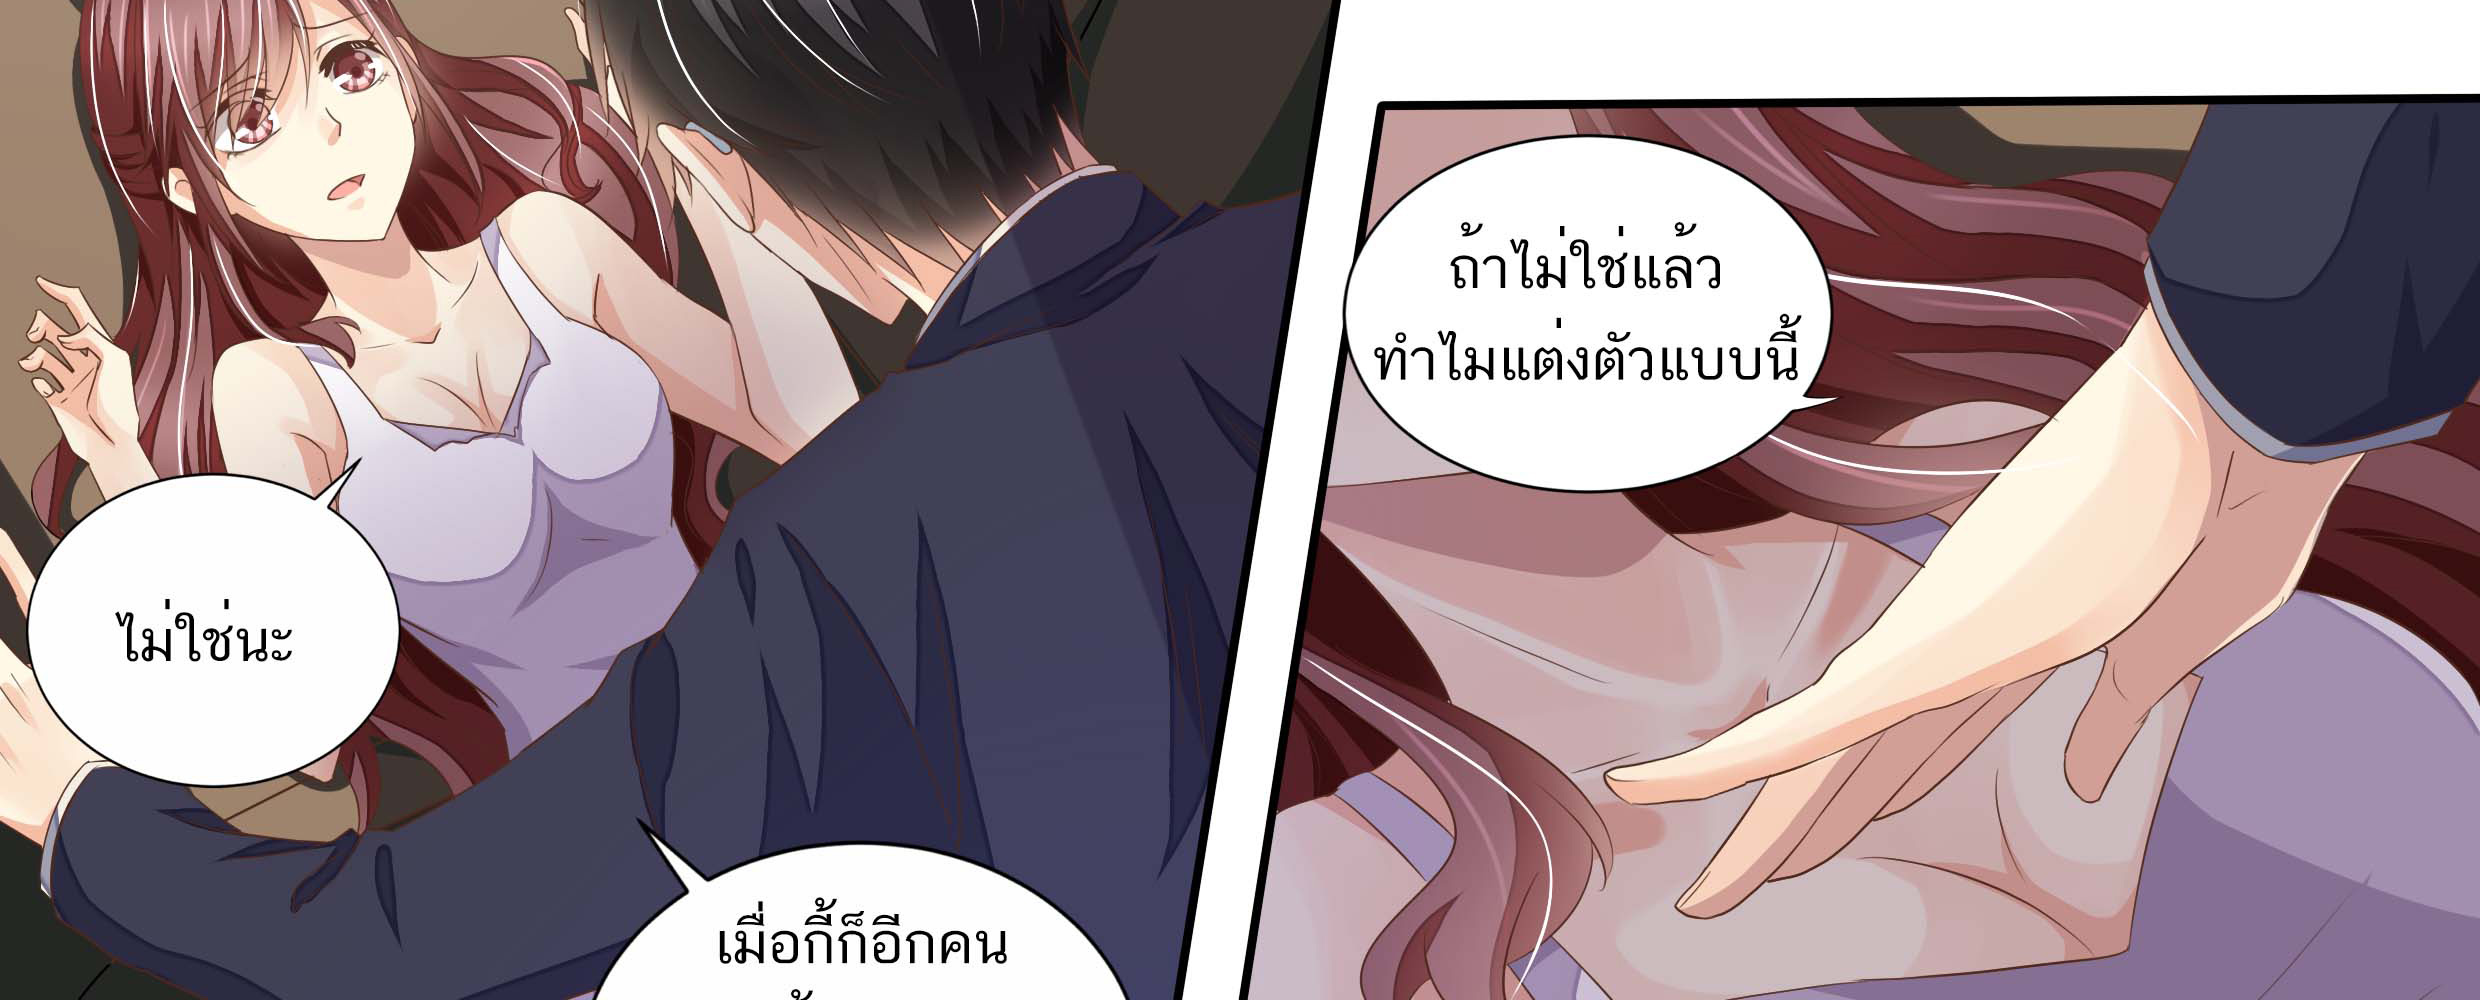 ไม่ใช่นะ
เมื่อกี้ก็อีกคน
ถ้าไม่ใช่แล้ว
ทำไมแต่งตัวแบบนี้